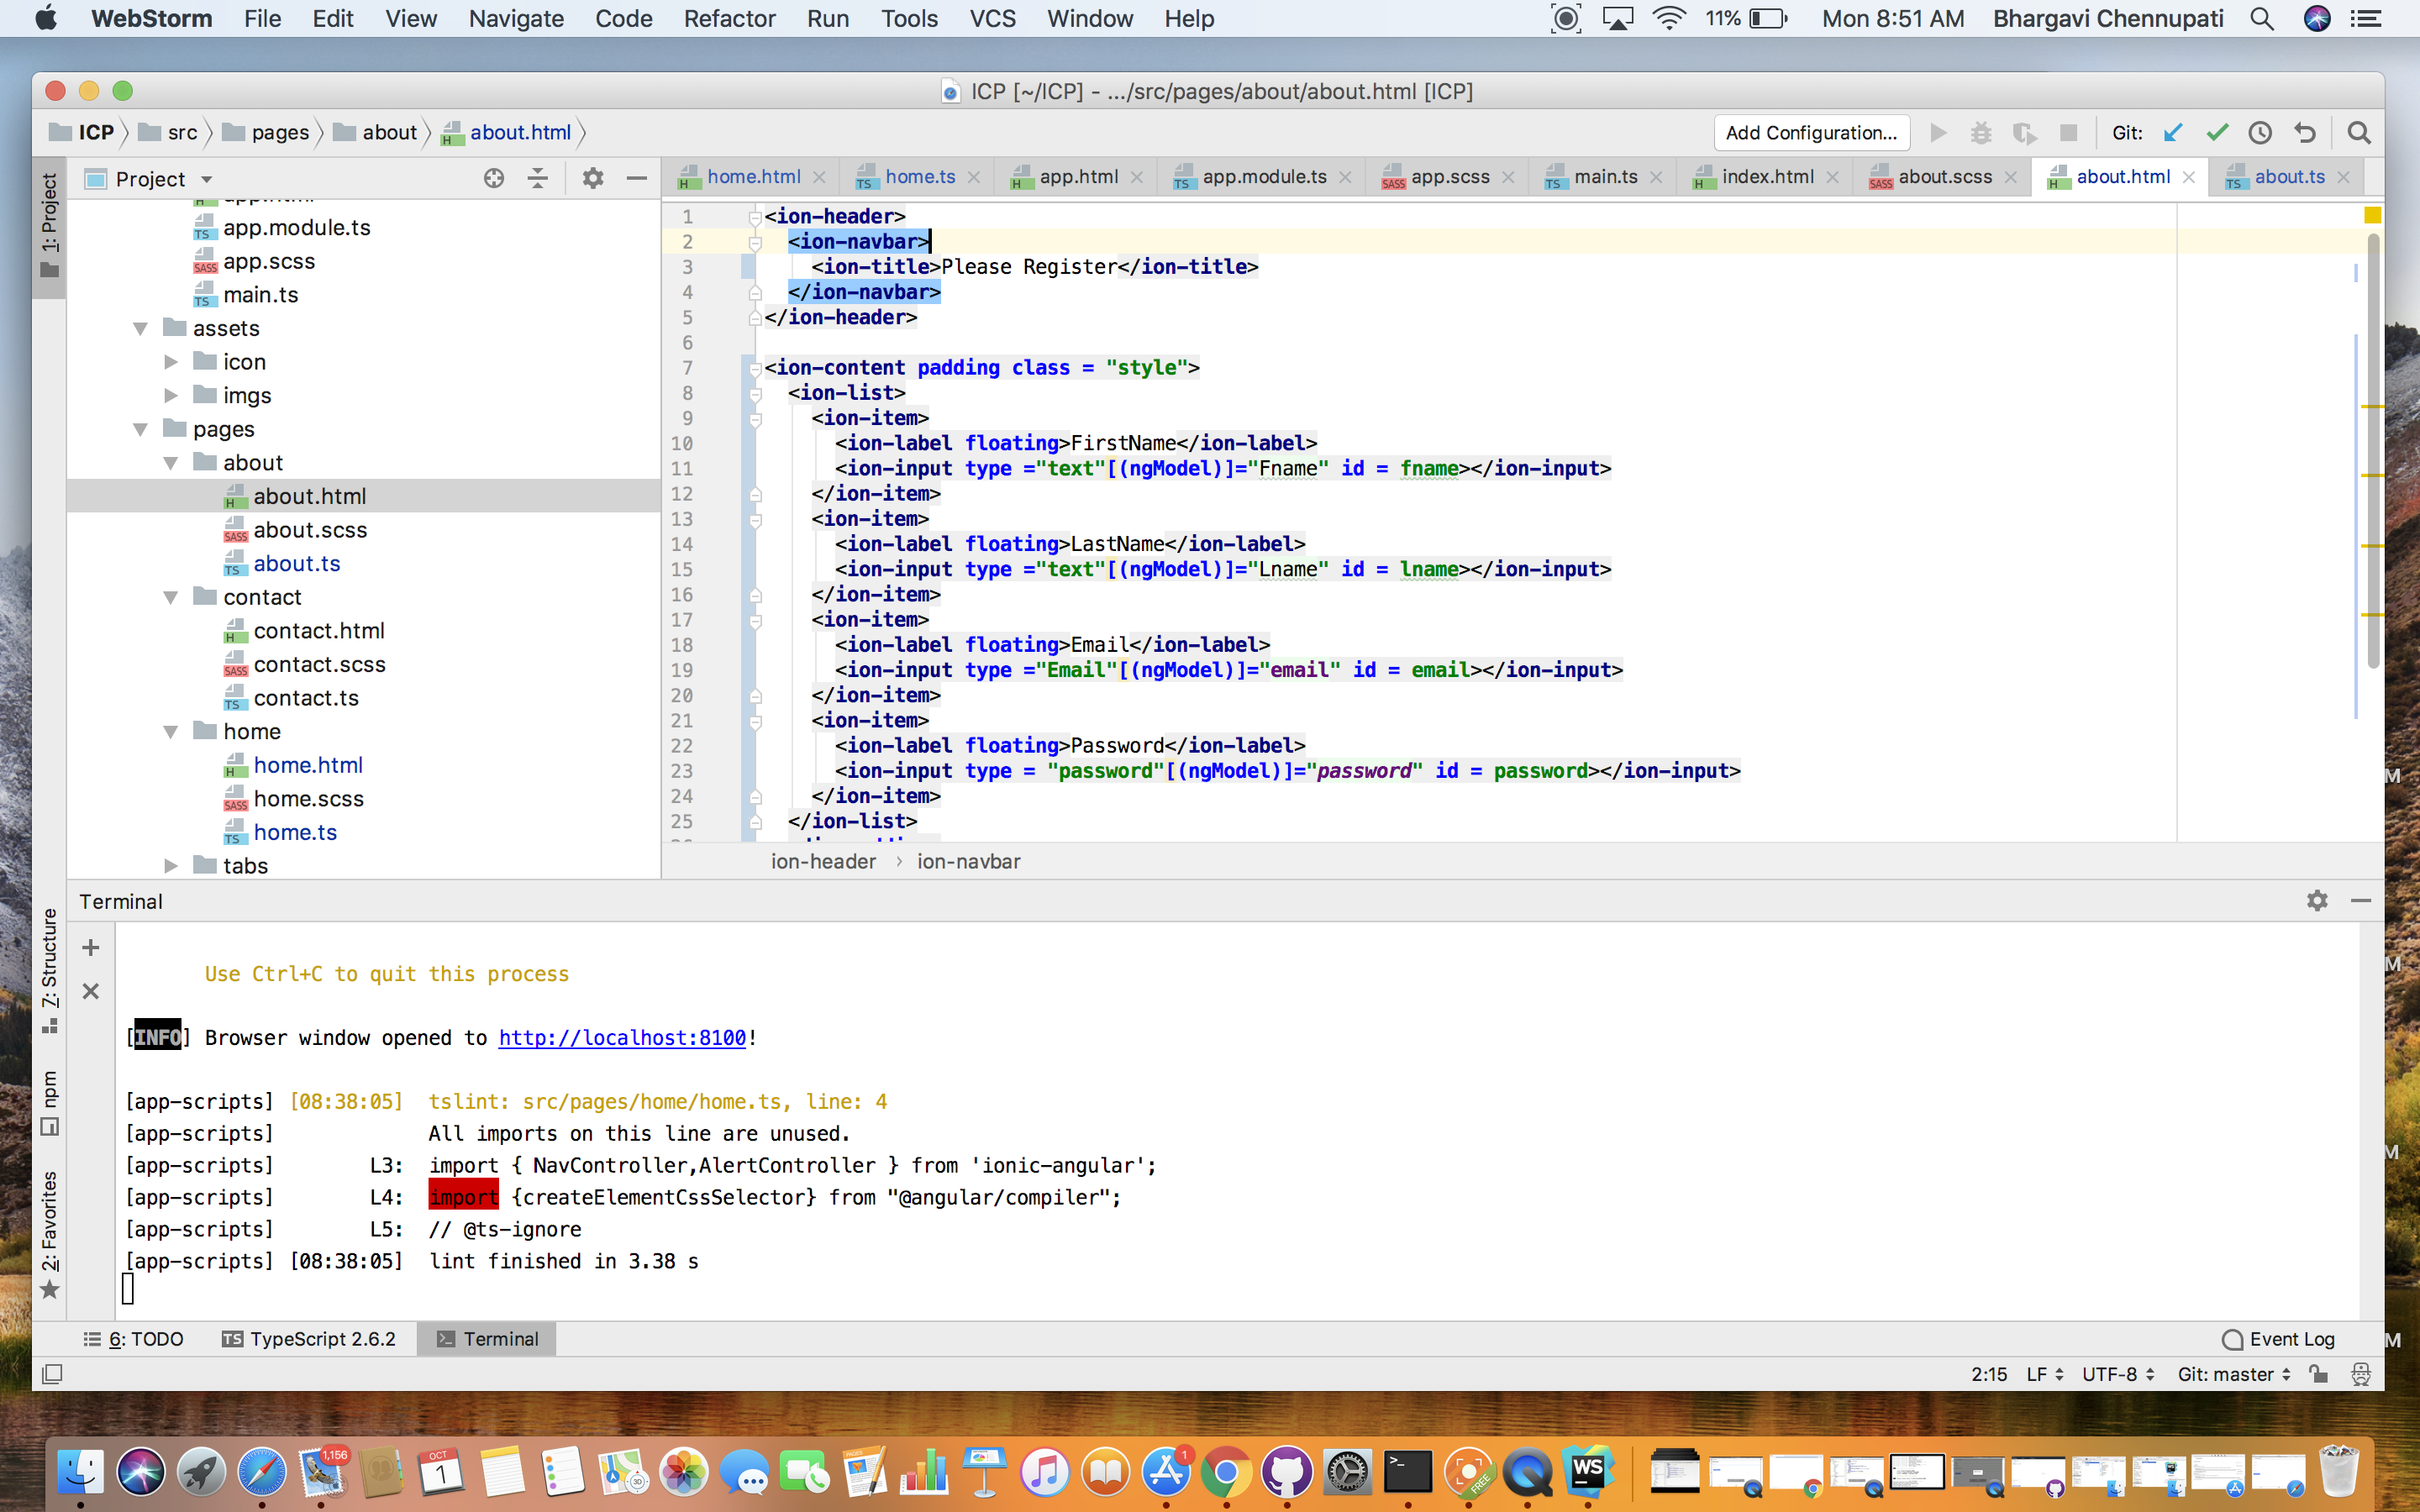 WebStorm File Edit View Navigate Code Refactor Run Tools VCS Window Help 11% Mon 8:51 AM Bhargavi Chennupati
ICP [~/ICP] - .../src/pages/about/about.html [ICP]
ICP src pages about about.html Add Configuration... Git:
1: Project
Project
home.html home.ts app.html app.module.ts app.scss main.ts index.html about.scss about.html about.ts
app.html
app.module.ts
app.scss
main.ts
assets
icon
imgs
pages
about
about.html
about.scss
about.ts
contact
contact.html
contact.scss
contact.ts
home
home.html
home.scss
home.ts
tabs
1 <ion-header>
2 <ion-navbar>
3 <ion-title>Please Register</ion-title>
4 </ion-navbar>
5 </ion-header>
6
7 <ion-content padding class = "style">
8 <ion-list>
9 <ion-item>
10 <ion-label floating>FirstName</ion-label>
11 <ion-input type ="text"[(ngModel)]="Fname" id = fname></ion-input>
12 </ion-item>
13 <ion-item>
14 <ion-label floating>LastName</ion-label>
15 <ion-input type ="text"[(ngModel)]="Lname" id = lname></ion-input>
16 </ion-item>
17 <ion-item>
18 <ion-label floating>Email</ion-label>
19 <ion-input type ="Email"[(ngModel)]="email" id = email></ion-input>
20 </ion-item>
21 <ion-item>
22 <ion-label floating>Password</ion-label>
23 <ion-input type = "password"[(ngModel)]="password" id = password></ion-input>
24 </ion-item>
25 </ion-list>
ion-header › ion-navbar
Terminal
7: Structure
npm
2: Favorites
Use Ctrl+C to quit this process
[INFO] Browser window opened to http://localhost:8100!
[app-scripts] [08:38:05] tslint: src/pages/home/home.ts, line: 4
[app-scripts] All imports on this line are unused.
[app-scripts] L3: import { NavController,AlertController } from 'ionic-angular';
[app-scripts] L4: import {createElementCssSelector} from "@angular/compiler";
[app-scripts] L5: // @ts-ignore
[app-scripts] [08:38:05] lint finished in 3.38 s
6: TODO TypeScript 2.6.2 Terminal Event Log
2:15 LF UTF-8 Git: master
M
M
M
M
1,156
OCT
1
PAGES
1
FREE
WS